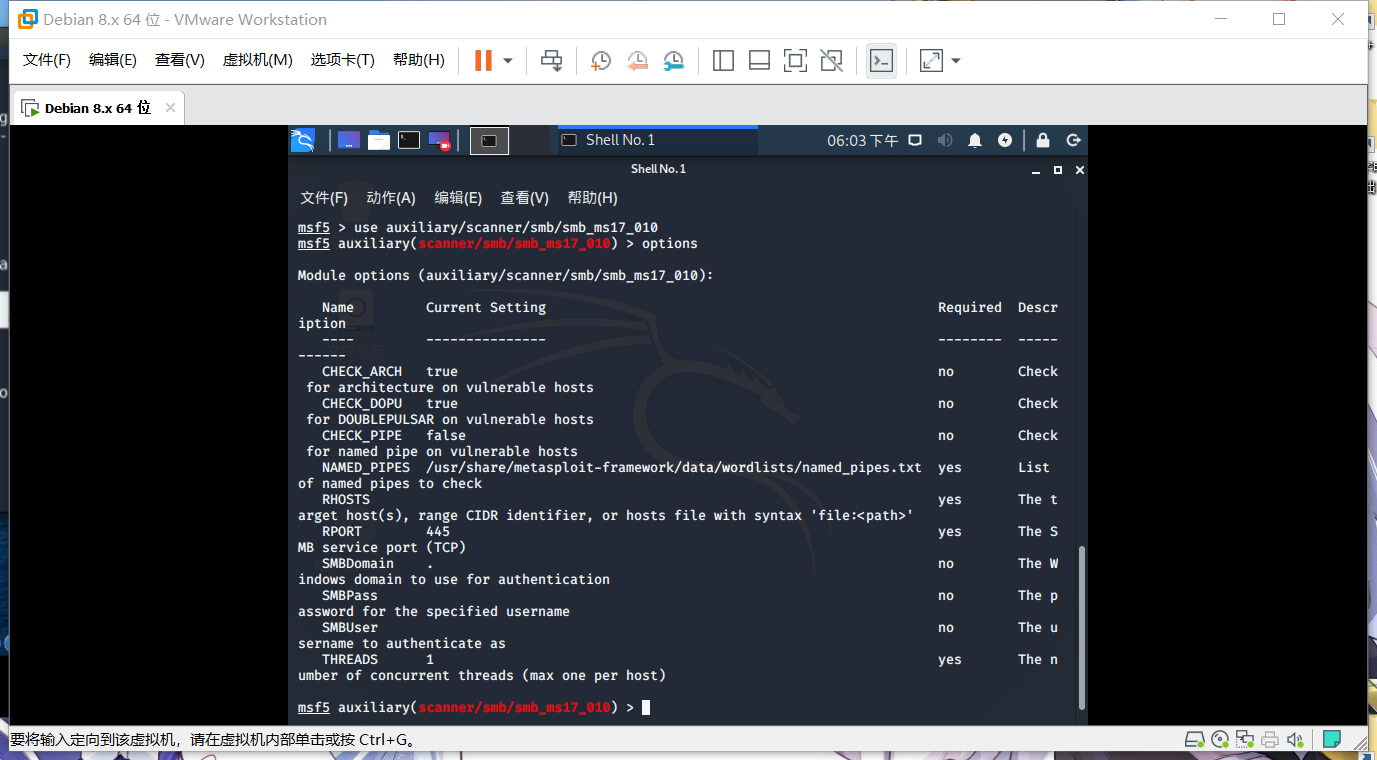 Debian 8.x 64 位 - VMware Workstation
文件(F) 编辑(E) 查看(V) 虚拟机(M) 选项卡(T) 帮助(H)
Debian 8.x 64 位
Shell No. 1 06:03 下午
Shell No. 1
文件(F) 动作(A) 编辑(E) 查看(V) 帮助(H)
msf5 > use auxiliary/scanner/smb/smb_ms17_010
msf5 auxiliary(scanner/smb/smb_ms17_010) > options
Module options (auxiliary/scanner/smb/smb_ms17_010):
Name Current Setting Required Descr
iption
---- --------------- -------- -----
------
CHECK_ARCH true no Check
for architecture on vulnerable hosts
CHECK_DOPU true no Check
for DOUBLEPULSAR on vulnerable hosts
CHECK_PIPE false no Check
for named pipe on vulnerable hosts
NAMED_PIPES /usr/share/metasploit-framework/data/wordlists/named_pipes.txt yes List
of named pipes to check
RHOSTS yes The t
arget host(s), range CIDR identifier, or hosts file with syntax 'file:<path>'
RPORT 445 yes The S
MB service port (TCP)
SMBDomain . no The W
indows domain to use for authentication
SMBPass no The p
assword for the specified username
SMBUser no The u
sername to authenticate as
THREADS 1 yes The n
umber of concurrent threads (max one per host)
msf5 auxiliary(scanner/smb/smb_ms17_010) >
要将输入定向到该虚拟机，请在虚拟机内部单击或按 Ctrl+G。